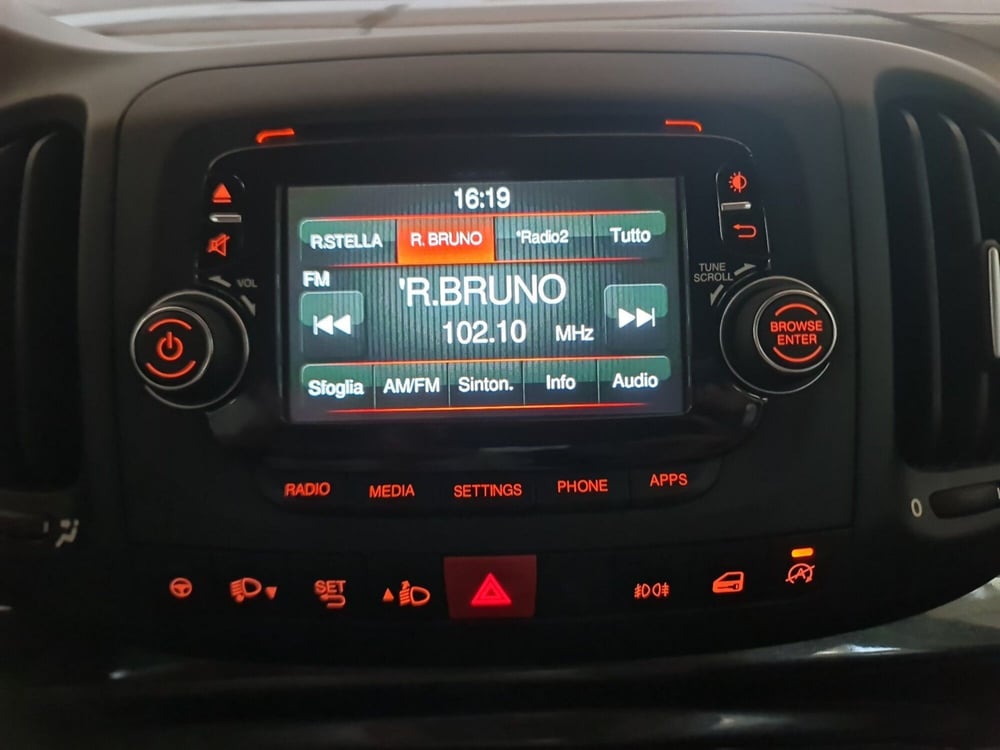 16:19
R.STELLA R. BRUNO *Radio2 Tutto
FM
'R.BRUNO
102.10 MHz
Sfoglia AM/FM Sinton. Info Audio
VOL
TUNE
SCROLL
BROWSE
ENTER
RADIO MEDIA SETTINGS PHONE APPS
SET
A
0